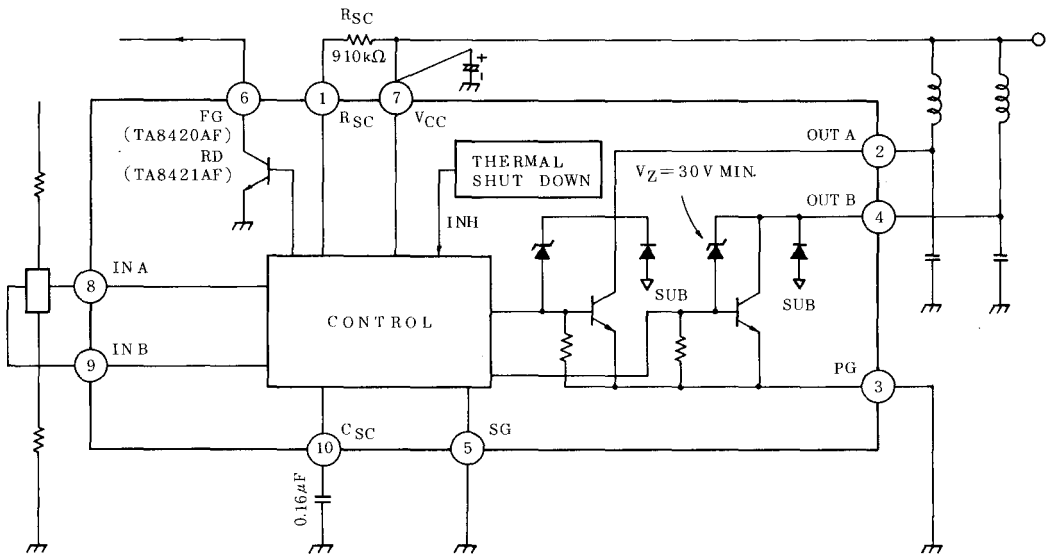 RSC
910kΩ
+
-
6
1
7
FG
(TA8420AF)
RD
(TA8421AF)
RSC
VCC
THERMAL
SHUT DOWN
INH
VZ=30V MIN.
OUT A
2
OUT B
4
SUB
SUB
8
IN A
9
IN B
CONTROL
PG
3
CSC
10
SG
5
0.16μF